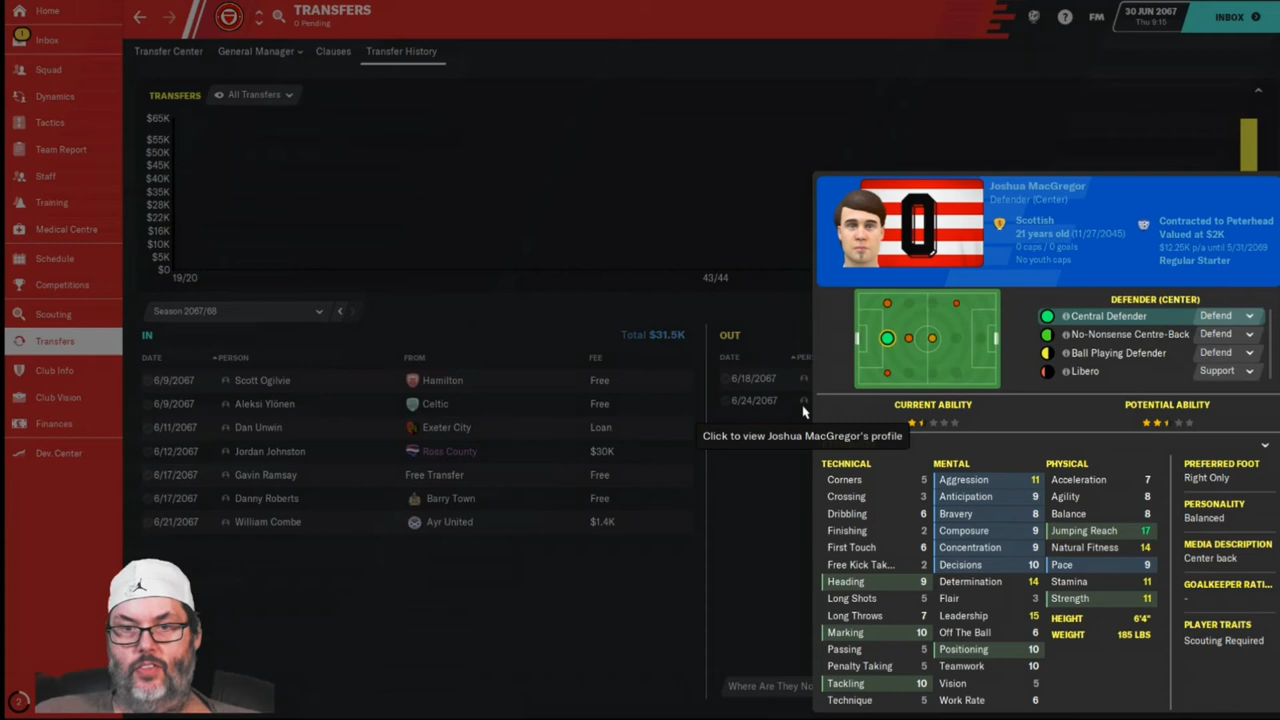 Home
Inbox
1
Squad
Dynamics
Tactics
Team Report
Staff
Training
Medical Centre
Schedule
Competitions
Scouting
Transfers
Club Info
Club Vision
Finances
Dev. Center
2
TRANSFERS
0 Pending
FM
30 JUN 2067
Thu 9:15
INBOX
Transfer Center
General Manager
Clauses
Transfer History
TRANSFERS
All Transfers
$65K
$55K
$50K
$45K
$40K
$35K
$28K
$22K
$16K
$10K
$5K
$0
19/20
43/44
Season 2067/68
IN
Total $31.5K
DATE PERSON FROM FEE
6/9/2067 Scott Ogilvie Hamilton Free
6/9/2067 Aleksi Ylönen Celtic Free
6/11/2067 Dan Unwin Exeter City Loan
6/12/2067 Jordan Johnston Ross County $30K
6/17/2067 Gavin Ramsay Free Transfer Free
6/17/2067 Danny Roberts Barry Town Free
6/21/2067 William Combe Ayr United $1.4K
OUT
DATE PER
6/18/2067
6/24/2067
Click to view Joshua MacGregor's profile
Where Are They No
Joshua MacGregor
Defender (Center)
0
Scottish
21 years old (11/27/2045)
0 caps / 0 goals
No youth caps
Contracted to Peterhead
Valued at $2K
$12.25K p/a until 5/31/2069
Regular Starter
DEFENDER (CENTER)
Central Defender Defend
No-Nonsense Centre-Back Defend
Ball Playing Defender Defend
Libero Support
CURRENT ABILITY
POTENTIAL ABILITY
TECHNICAL
Corners 5
Crossing 3
Dribbling 6
Finishing 2
First Touch 6
Free Kick Tak... 2
Heading 9
Long Shots 5
Long Throws 7
Marking 10
Passing 5
Penalty Taking 5
Tackling 10
Technique 5
MENTAL
Aggression 11
Anticipation 9
Bravery 8
Composure 9
Concentration 9
Decisions 10
Determination 14
Flair 3
Leadership 15
Off The Ball 6
Positioning 10
Teamwork 10
Vision 5
Work Rate 6
PHYSICAL
Acceleration 7
Agility 8
Balance 8
Jumping Reach 17
Natural Fitness 14
Pace 9
Stamina 11
Strength 11
HEIGHT 6'4"
WEIGHT 185 LBS
PREFERRED FOOT
Right Only
PERSONALITY
Balanced
MEDIA DESCRIPTION
Center back
GOALKEEPER RATI...
-
PLAYER TRAITS
Scouting Required